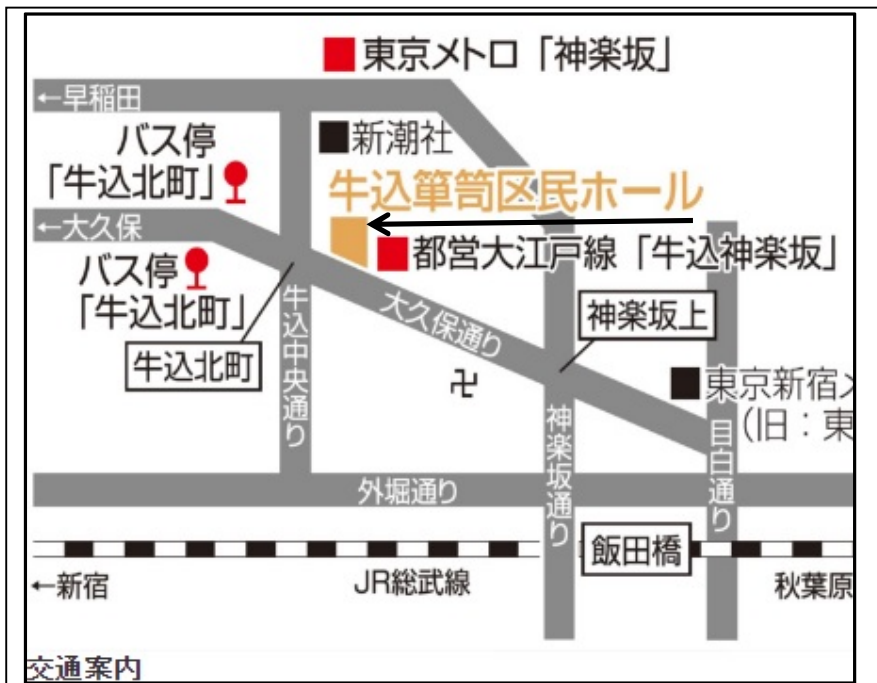 ■東京メトロ「神楽坂」
←早稲田
バス停
「牛込北町」
■新潮社
牛込箪笥区民ホール
←大久保
■都営大江戸線「牛込神楽坂」
バス停
「牛込北町」
牛込北町
牛込中央通り
大久保通り
神楽坂上
卍
■東京新宿メ
(旧:東
神楽坂通り
目白通り
外堀通り
飯田橋
←新宿
JR総武線
秋葉原
交通案内